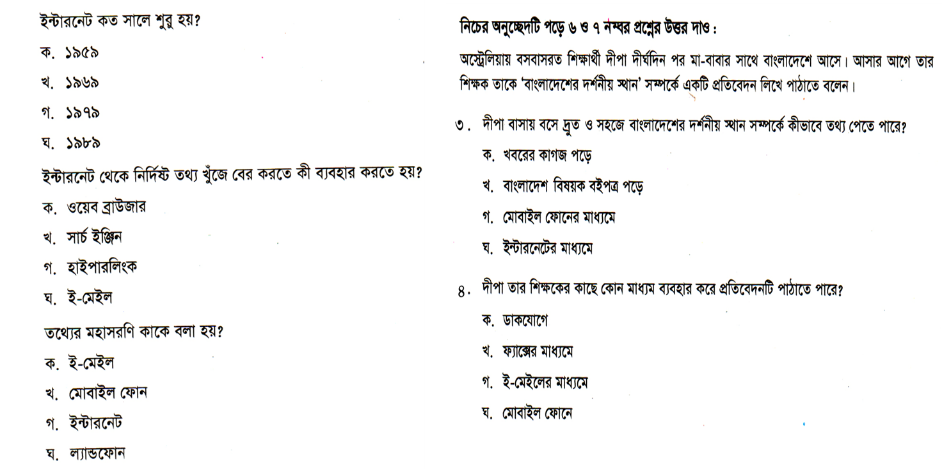 ইন্টারনেট কত সালে শুরু হয়?
ক. ১৯৫৯
খ. ১৯৬৯
গ. ১৯৭৯
ঘ. ১৯৮৯
ইন্টারনেট থেকে নির্দিষ্ট তথ্য খুঁজে বের করতে কী ব্যবহার করতে হয়?
ক. ওয়েব ব্রাউজার
খ. সার্চ ইঞ্জিন
গ. হাইপারলিংক
ঘ. ই-মেইল
তথ্যের মহাসরণি কাকে বলা হয়?
ক. ই-মেইল
খ. মোবাইল ফোন
গ. ইন্টারনেট
ঘ. ল্যান্ডফোন
নিচের অনুচ্ছেদটি পড়ে ৬ ও ৭ নম্বর প্রশ্নের উত্তর দাও :
অস্ট্রেলিয়ায় বসবাসরত শিক্ষার্থী দীপা দীর্ঘদিন পর মা-বাবার সাথে বাংলাদেশে আসে। আসার আগে তার
শিক্ষক তাকে ‘বাংলাদেশের দর্শনীয় স্থান’ সম্পর্কে একটি প্রতিবেদন লিখে পাঠাতে বলেন।
৩. দীপা বাসায় বসে দ্রুত ও সহজে বাংলাদেশের দর্শনীয় স্থান সম্পর্কে কীভাবে তথ্য পেতে পারে?
ক. খবরের কাগজ পড়ে
খ. বাংলাদেশ বিষয়ক বইপত্র পড়ে
গ. মোবাইল ফোনের মাধ্যমে
ঘ. ইন্টারনেটের মাধ্যমে
৪. দীপা তার শিক্ষকের কাছে কোন মাধ্যম ব্যবহার করে প্রতিবেদনটি পাঠাতে পারে?
ক. ডাকযোগে
খ. ফ্যাক্সের মাধ্যমে
গ. ই-মেইলের মাধ্যমে
ঘ. মোবাইল ফোনে